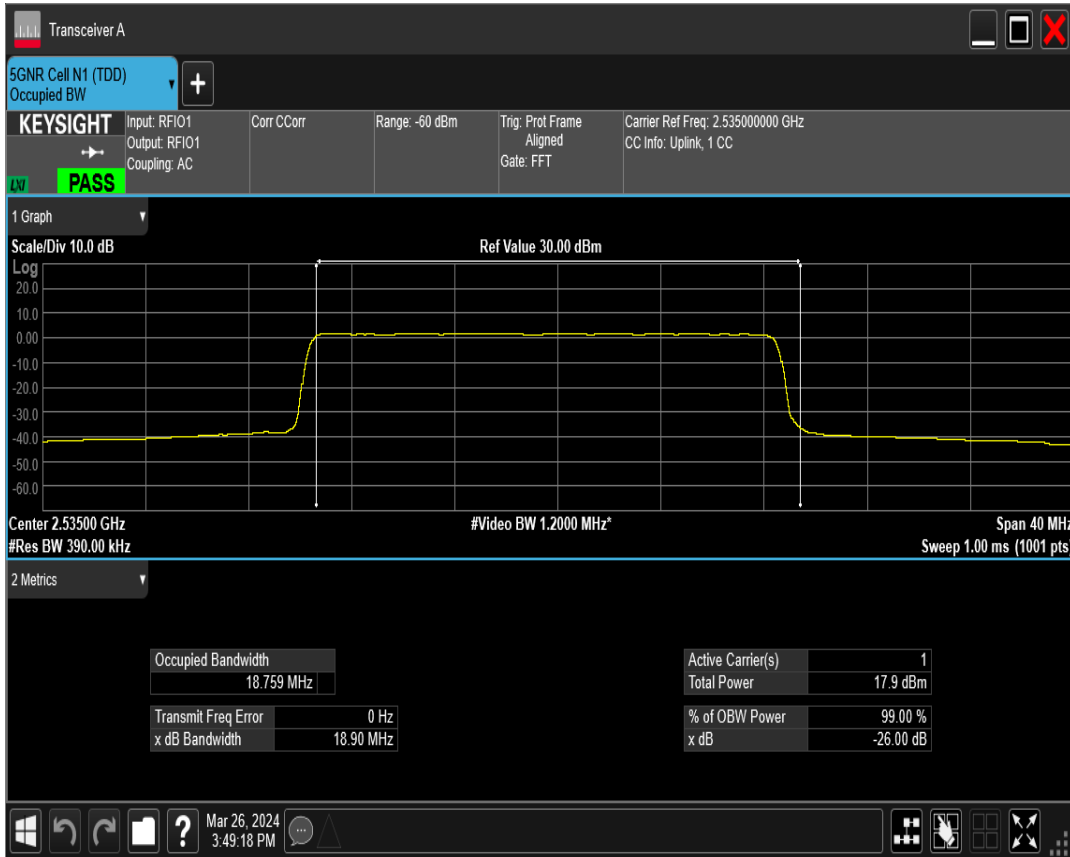 Transceiver A
5GNR Cell N1 (TDD)
Occupied BW
+
KEYSIGHT
LXI
PASS
Input: RFIO1
Output: RFIO1
Coupling: AC
Corr CCorr
Range: -60 dBm
Trig: Prot Frame
Aligned
Gate: FFT
Carrier Ref Freq: 2.535000000 GHz
CC Info: Uplink, 1 CC
1 Graph
Scale/Div 10.0 dB
Ref Value 30.00 dBm
Log
20.0
10.0
0.00
-10.0
-20.0
-30.0
-40.0
-50.0
-60.0
Center 2.53500 GHz
#Video BW 1.2000 MHz*
Span 40 MHz
#Res BW 390.00 kHz
Sweep 1.00 ms (1001 pts)
2 Metrics
Occupied Bandwidth
18.759 MHz
Transmit Freq Error 0 Hz
x dB Bandwidth 18.90 MHz
Active Carrier(s) 1
Total Power 17.9 dBm
% of OBW Power 99.00 %
x dB -26.00 dB
?
Mar 26, 2024
3:49:18 PM